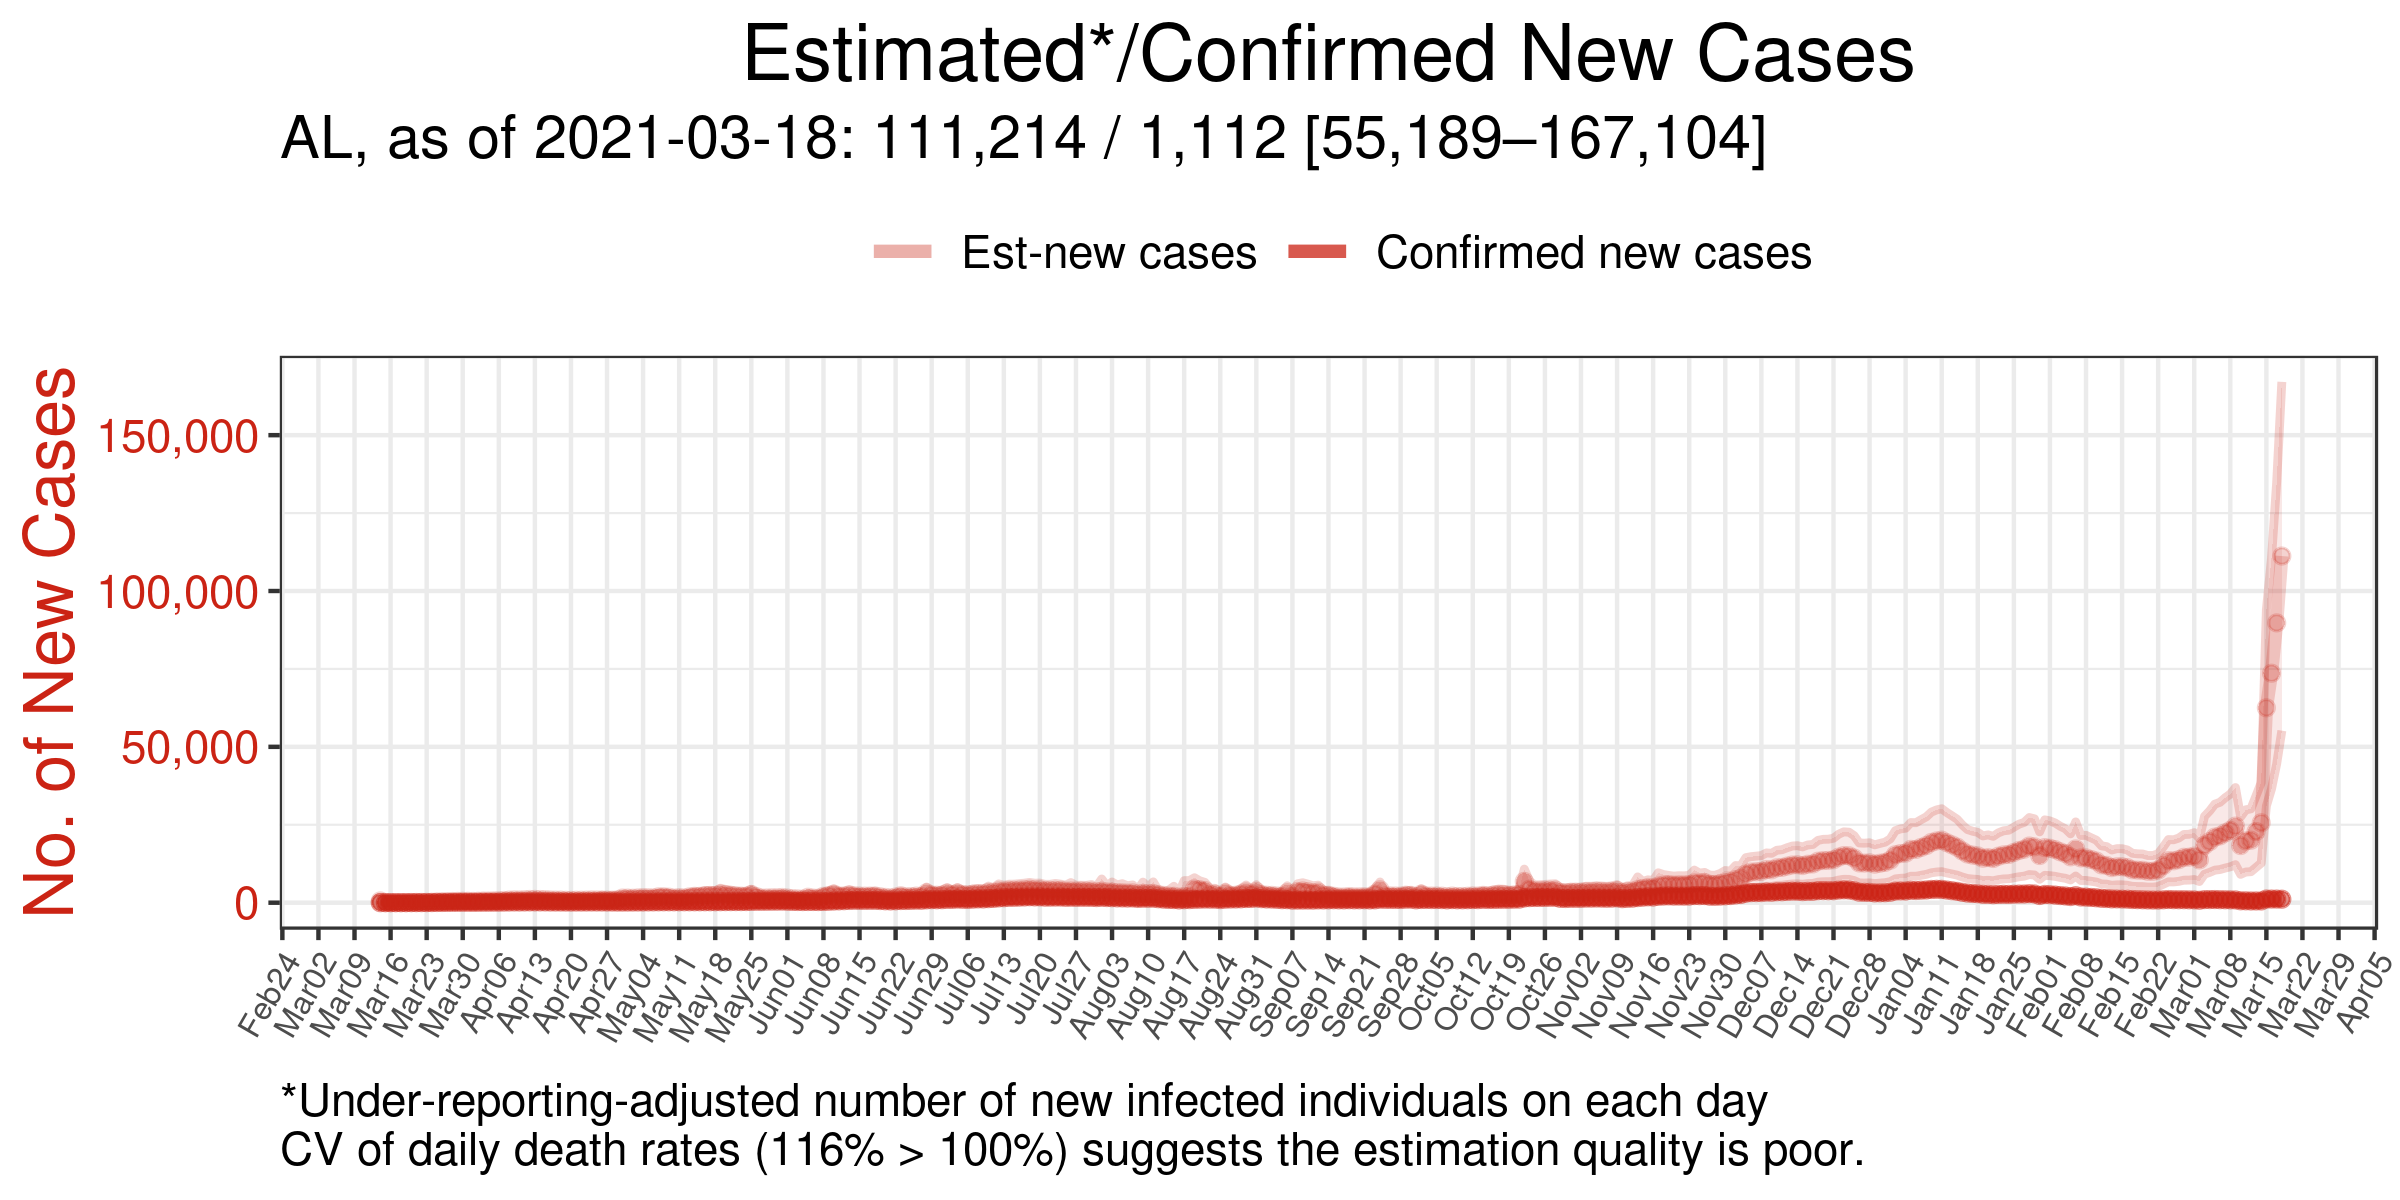 Estimated*/Confirmed New Cases
AL, as of 2021-03-18: 111,214 / 1,112 [55,189–167,104]
Est-new cases
Confirmed new cases
No. of New Cases
150,000
100,000
50,000
0
Feb24
Mar02
Mar09
Mar16
Mar23
Mar30
Apr06
Apr13
Apr20
Apr27
May04
May11
May18
May25
Jun01
Jun08
Jun15
Jun22
Jun29
Jul06
Jul13
Jul20
Jul27
Aug03
Aug10
Aug17
Aug24
Aug31
Sep07
Sep14
Sep21
Sep28
Oct05
Oct12
Oct19
Oct26
Nov02
Nov09
Nov16
Nov23
Nov30
Dec07
Dec14
Dec21
Dec28
Jan04
Jan11
Jan18
Jan25
Feb01
Feb08
Feb15
Feb22
Mar01
Mar08
Mar15
Mar22
Mar29
Apr05
*Under-reporting-adjusted number of new infected individuals on each day
CV of daily death rates (116% > 100%) suggests the estimation quality is poor.